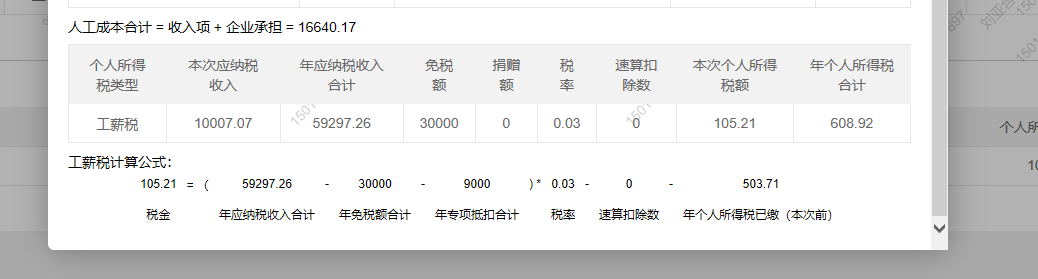 人工成本合计 = 收入项 + 企业承担 = 16640.17
个人所得税类型 本次应纳税收入 年应纳税收入合计 免税额 捐赠额 税率 速算扣除数 本次个人所得税额 年个人所得税合计
工薪税 10007.07 59297.26 30000 0 0.03 0 105.21 608.92
工薪税计算公式：
105.21 = ( 59297.26 - 30000 - 9000 ) * 0.03 - 0 - 503.71
税金 年应纳税收入合计 年免税额合计 年专项抵扣合计 税率 速算扣除数 年个人所得税已缴（本次前）
个人所
1501
1501
1501